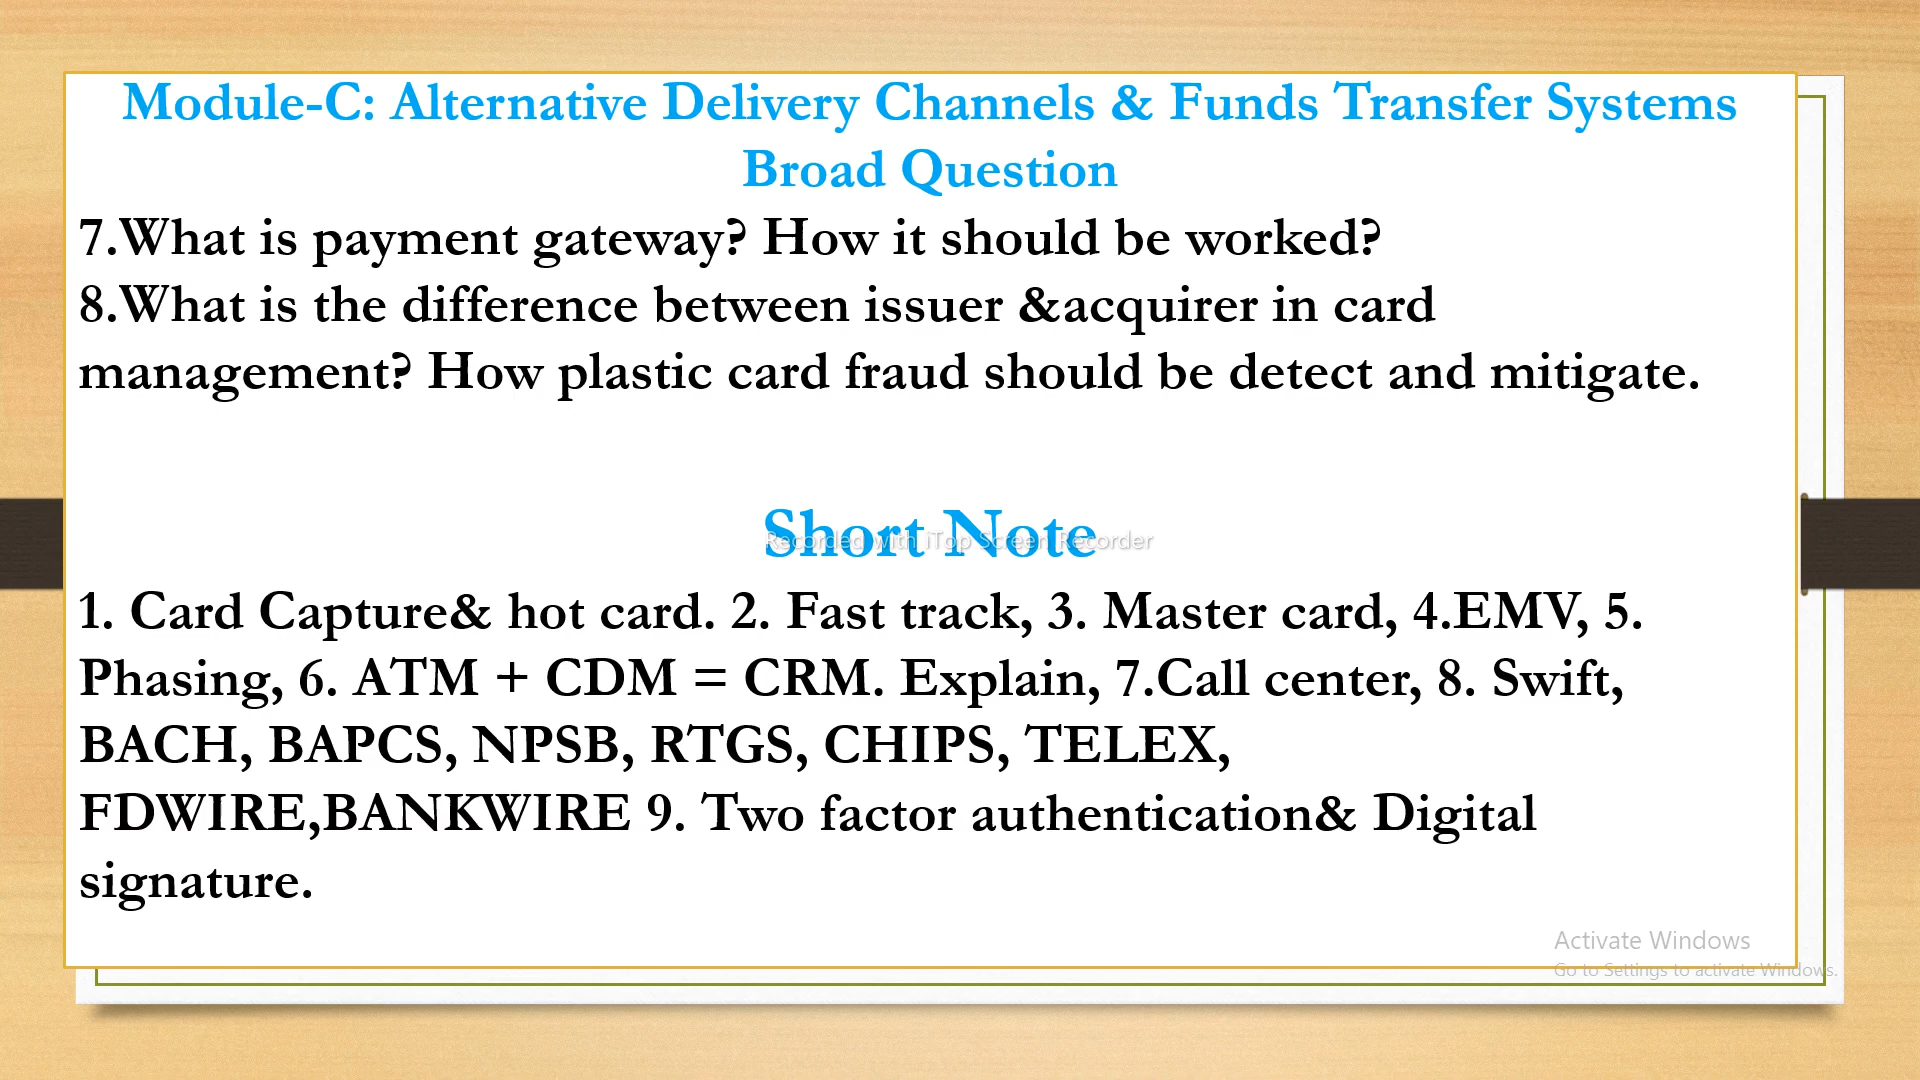 Module-C: Alternative Delivery Channels & Funds Transfer Systems
Broad Question
7.What is payment gateway? How it should be worked?
8.What is the difference between issuer &acquirer in card
management? How plastic card fraud should be detect and mitigate.
Short Note
Recorded with iTop Screen Recorder
1. Card Capture& hot card. 2. Fast track, 3. Master card, 4.EMV, 5.
Phasing, 6. ATM + CDM = CRM. Explain, 7.Call center, 8. Swift,
BACH, BAPCS, NPSB, RTGS, CHIPS, TELEX,
FDWIRE,BANKWIRE 9. Two factor authentication& Digital
signature.
Activate Windows
Go to Settings to activate Windows.